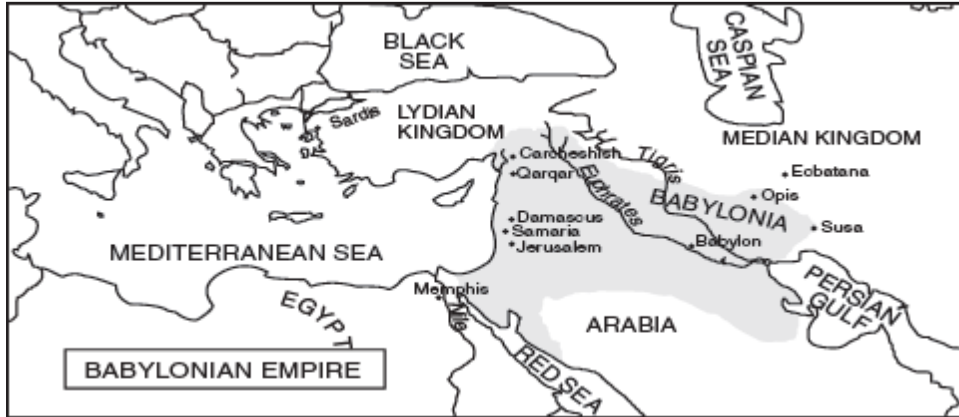 BLACK
SEA
CASPIAN
SEA
Sardis
LYDIAN
KINGDOM
MEDIAN KINGDOM
Carcheshish
Tigris
Ecbatana
Qarqar
Euphrates
Opis
BABYLONIA
Damascus
Susa
Samaria
Jerusalem
Babylon
MEDITERRANEAN SEA
PERSIAN
GULF
Memphis
EGYPT
Nile
ARABIA
RED SEA
BABYLONIAN EMPIRE